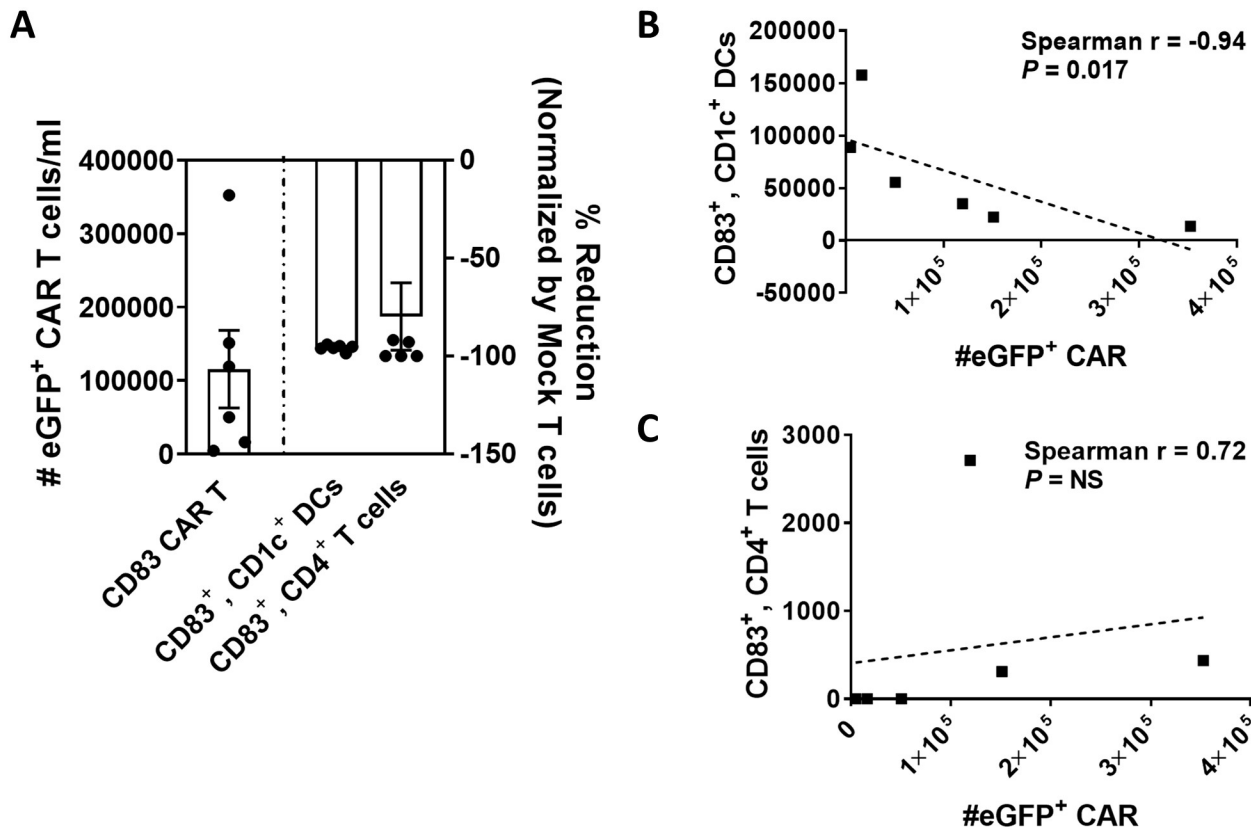 A
# eGFP⁺ CAR T cells/ml
400000
300000
200000
100000
0
0
-50
-100
-150
% Reduction
(Normalized by Mock T cells)
CD83 CAR T
CD83⁺, CD1c⁺ DCs
CD83⁺, CD4⁺ T cells
B
CD83⁺, CD1c⁺ DCs
200000
150000
100000
50000
0
-50000
Spearman r = -0.94
P = 0.017
1×10⁵
2×10⁵
3×10⁵
4×10⁵
#eGFP⁺ CAR
C
CD83⁺, CD4⁺ T cells
3000
2000
1000
0
Spearman r = 0.72
P = NS
0
1×10⁵
2×10⁵
3×10⁵
4×10⁵
#eGFP⁺ CAR